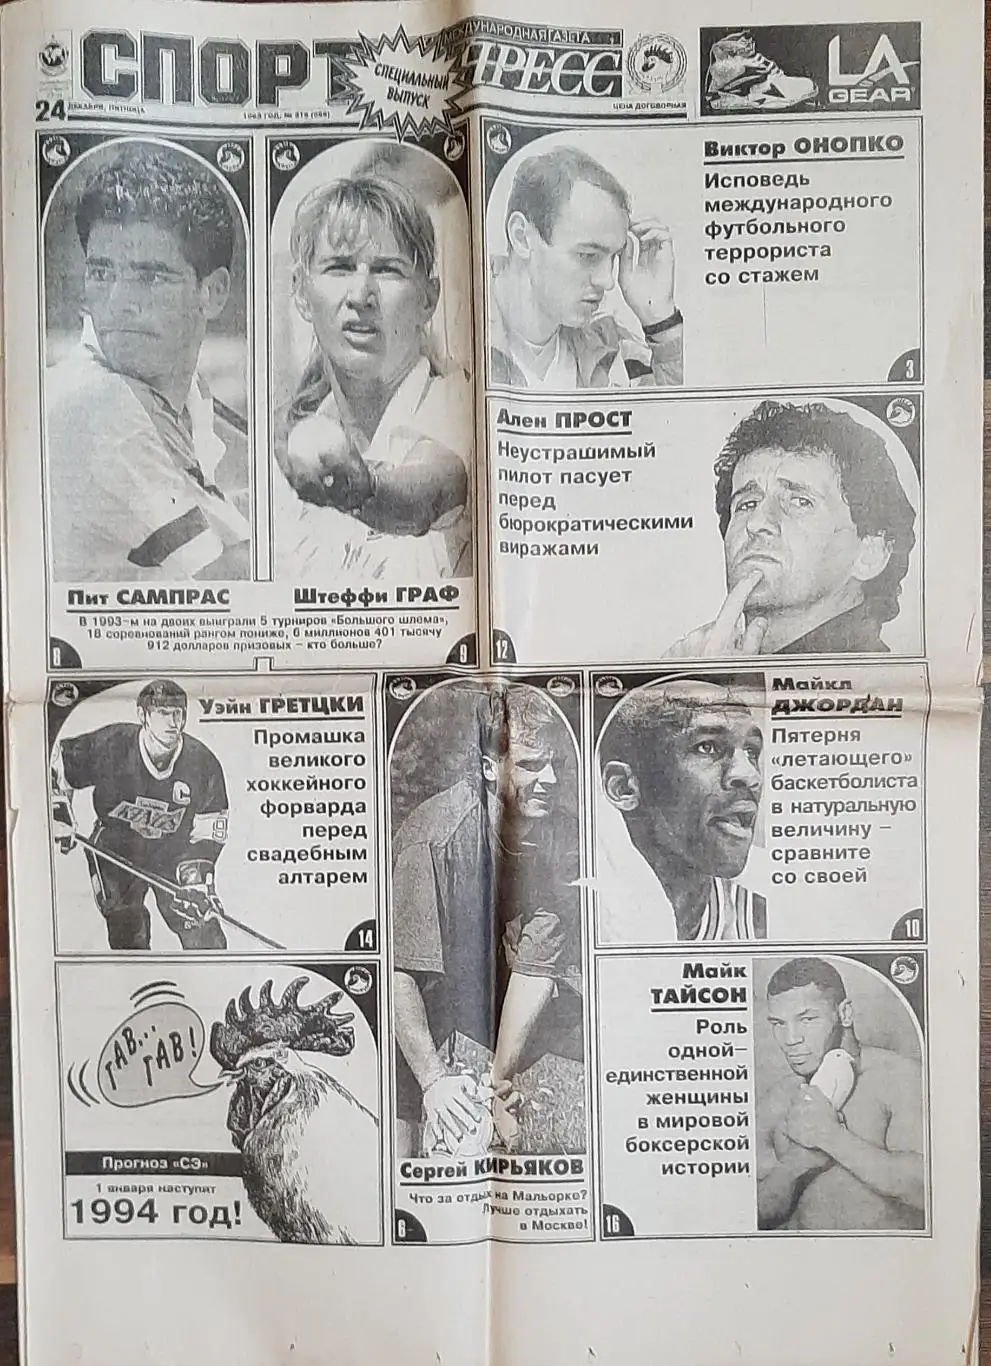 МЕЖДУНАРОДНАЯ ГАЗЕТА
СПОРТ
ПРЕСС
СПЕЦИАЛЬНЫЙ
ВЫПУСК
24
ДЕКАБРЯ, ПЯТНИЦА
ЦЕНА ДОГОВОРНАЯ
LA
GEAR
Пит САМПРАС
Штеффи ГРАФ
В 1993-м на двоих выиграли 5 турниров «Большого шлема»,
18 соревнований рангом пониже, 6 миллионов 401 тысячу
912 долларов призовых – кто больше?
8
9
Виктор ОНОПКО
Исповедь
международного
футбольного
террориста
со стажем
3
Ален ПРОСТ
Неустрашимый
пилот пасует
перед
бюрократическими
виражами
12
Уэйн ГРЕТЦКИ
Промашка
великого
хоккейного
форварда
перед
свадебным
алтарем
C
KINGS
14
Майкл
ДЖОРДАН
Пятерня
«летающего»
баскетболиста
в натуральную
величину –
сравните
со своей
10
ГАВ...
ГАВ!
Прогноз «СЭ»
1 января наступит
1994 год!
Сергей КИРЬЯКОВ
Что за отдых на Мальорке?
Лучше отдыхать
в Москве!
6
Майк
ТАЙСОН
Роль
одной–
единственной
женщины
в мировой
боксерской
истории
16